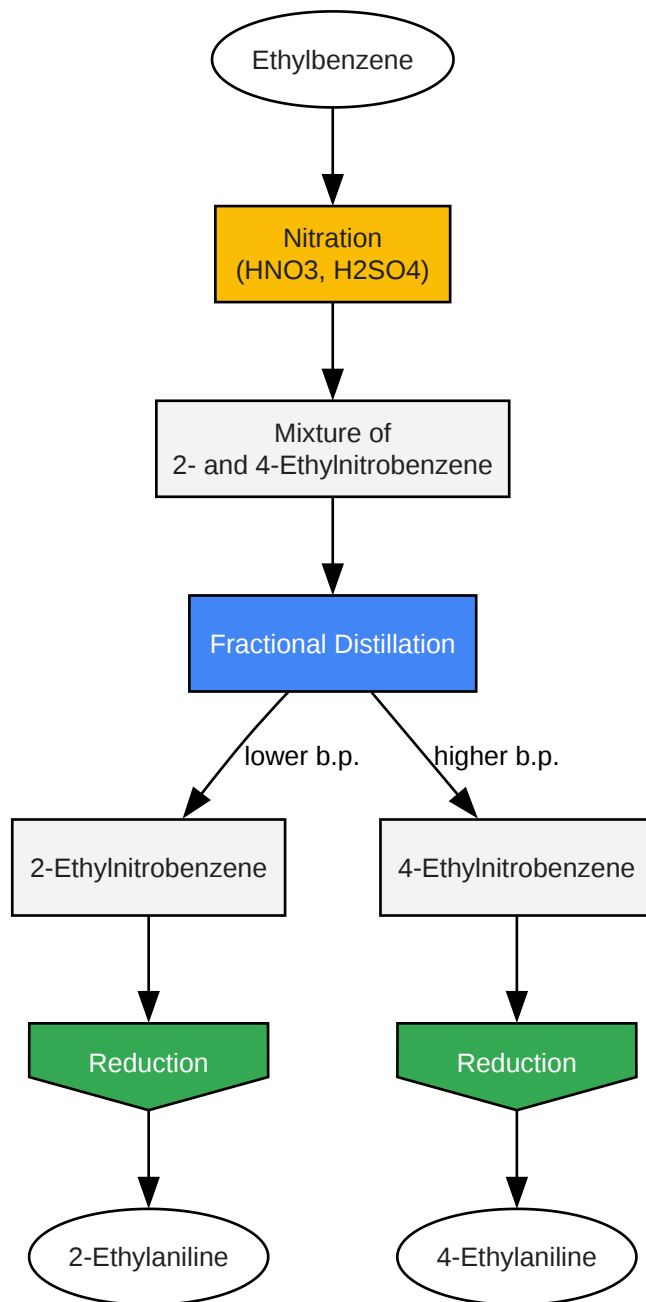 Ethylbenzene
Nitration
(HNO3, H2SO4)
Mixture of
2- and 4-Ethylnitrobenzene
Fractional Distillation
lower b.p.
higher b.p.
2-Ethylnitrobenzene
4-Ethylnitrobenzene
Reduction
Reduction
2-Ethylaniline
4-Ethylaniline